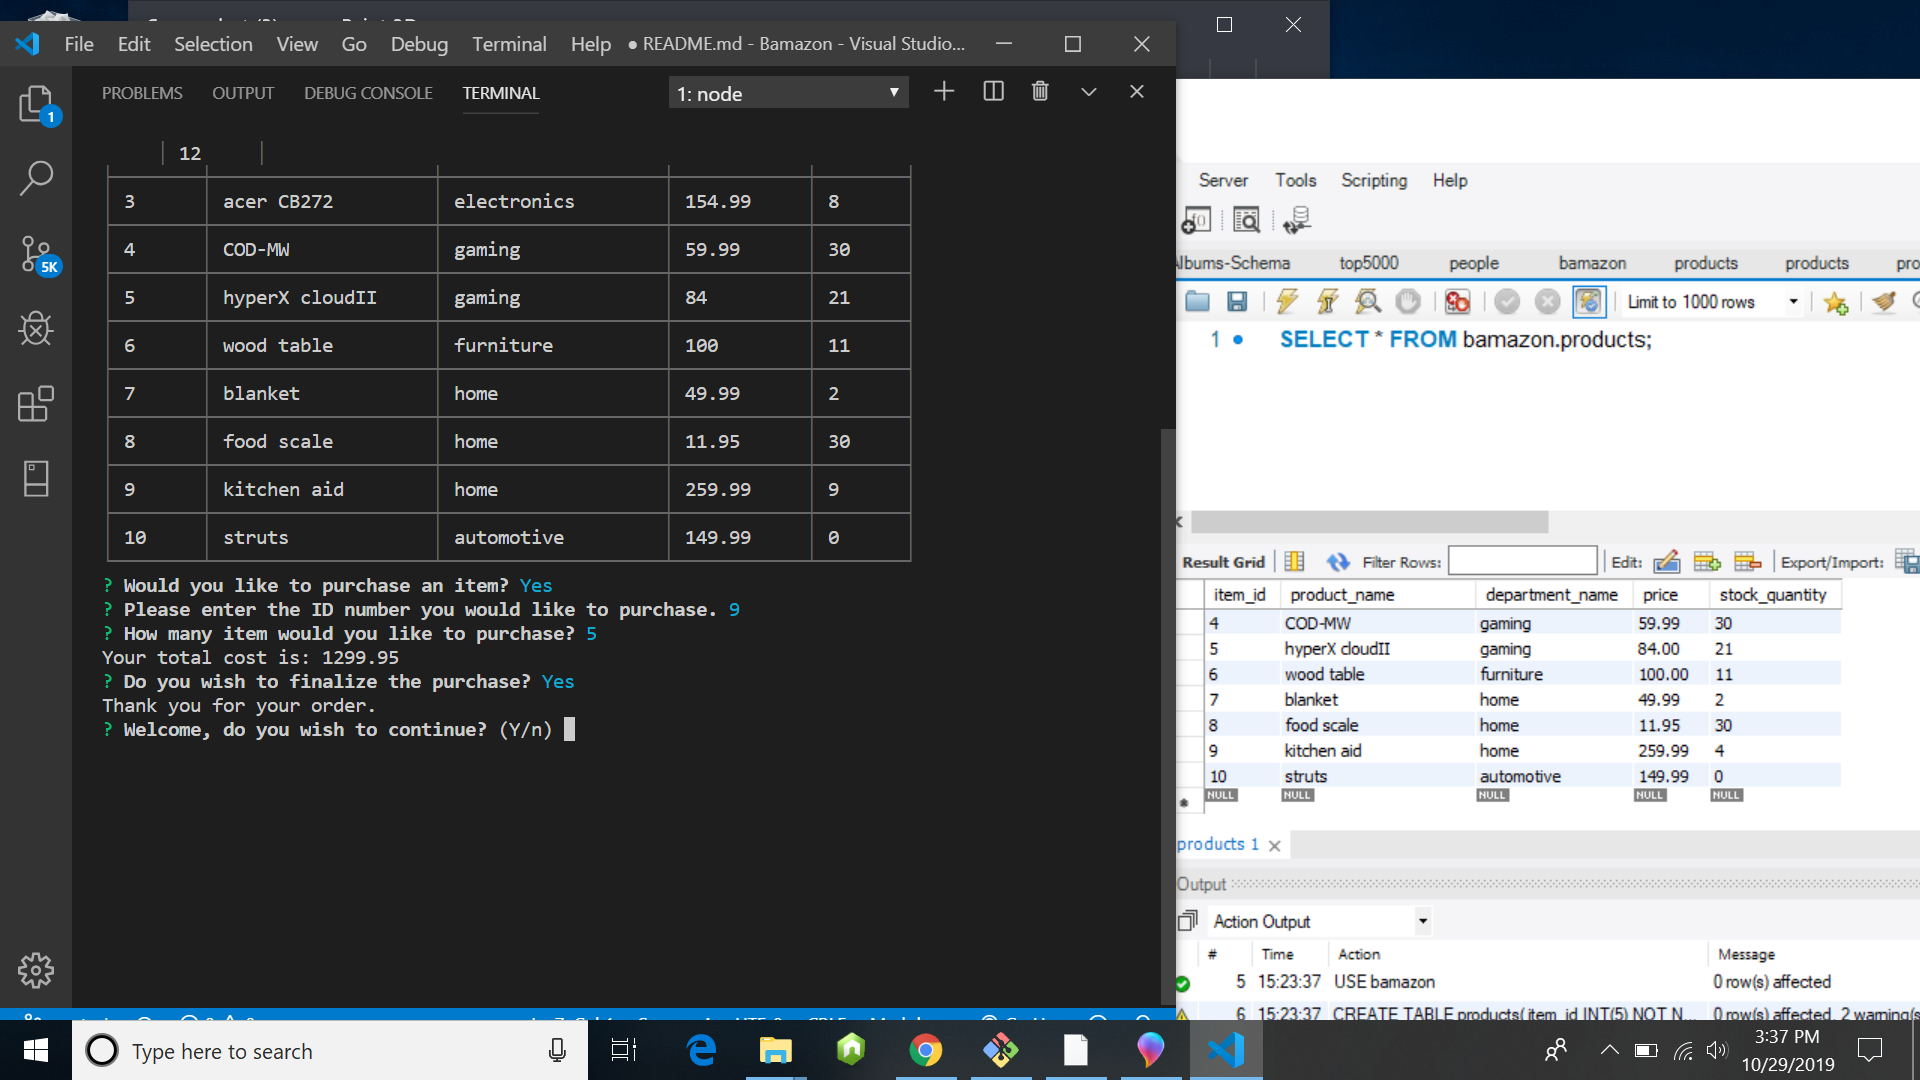 File Edit Selection View Go Debug Terminal Help ● README.md - Bamazon - Visual Studio...
PROBLEMS OUTPUT DEBUG CONSOLE TERMINAL 1: node
1
5K
12
3 acer CB272 electronics 154.99 8
4 COD-MW gaming 59.99 30
5 hyperX cloudII gaming 84 21
6 wood table furniture 100 11
7 blanket home 49.99 2
8 food scale home 11.95 30
9 kitchen aid home 259.99 9
10 struts automotive 149.99 0
? Would you like to purchase an item? Yes
? Please enter the ID number you would like to purchase. 9
? How many item would you like to purchase? 5
Your total cost is: 1299.95
? Do you wish to finalize the purchase? Yes
Thank you for your order.
? Welcome, do you wish to continue? (Y/n)
Server Tools Scripting Help
lbums-Schema top5000 people bamazon products products pro
Limit to 1000 rows
1 SELECT * FROM bamazon.products;
Result Grid Filter Rows: Edit: Export/Import:
item_id product_name department_name price stock_quantity
4 COD-MW gaming 59.99 30
5 hyperX cloudII gaming 84.00 21
6 wood table furniture 100.00 11
7 blanket home 49.99 2
8 food scale home 11.95 30
9 kitchen aid home 259.99 4
10 struts automotive 149.99 0
NULL NULL NULL NULL NULL
products 1
Output
Action Output
# Time Action Message
5 15:23:37 USE bamazon 0 row(s) affected
6 15:23:37 CREATE TABLE products( item_id INT(5) NOT N... 0 row(s) affected, 2 warning(s
Type here to search
3:37 PM
10/29/2019